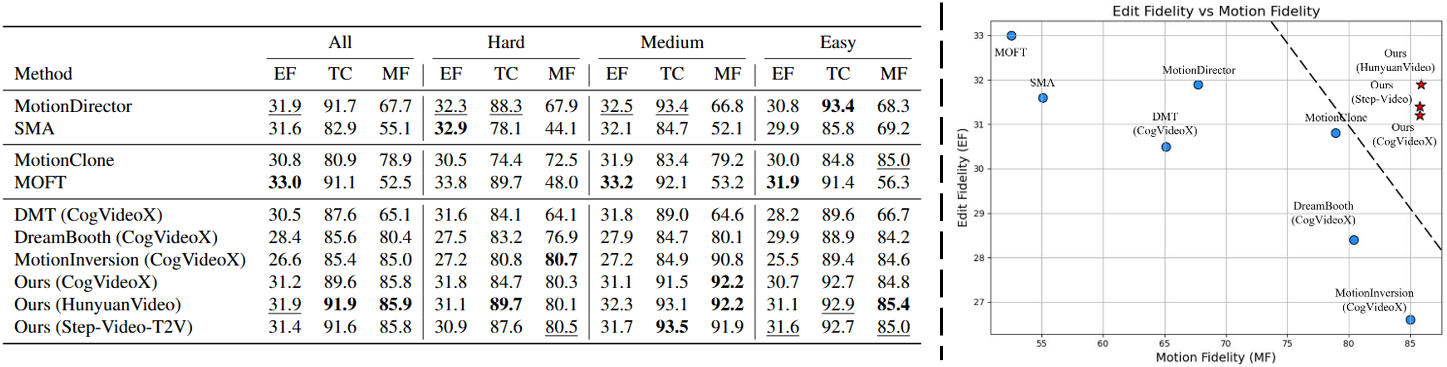 All Hard Medium Easy
Method EF TC MF EF TC MF EF TC MF EF TC MF
MotionDirector 31.9 91.7 67.7 32.3 88.3 67.9 32.5 93.4 66.8 30.8 93.4 68.3
SMA 31.6 82.9 55.1 32.9 78.1 44.1 32.1 84.7 52.1 29.9 85.8 69.2
MotionClone 30.8 80.9 78.9 30.5 74.4 72.5 31.9 83.4 79.2 30.0 84.8 85.0
MOFT 33.0 91.1 52.5 33.8 89.7 48.0 33.2 92.1 53.2 31.9 91.4 56.3
DMT (CogVideoX) 30.5 87.6 65.1 31.6 84.1 64.1 31.8 89.0 64.6 28.2 89.6 66.7
DreamBooth (CogVideoX) 28.4 85.6 80.4 27.5 83.2 76.9 27.9 84.7 80.1 29.9 88.9 84.2
MotionInversion (CogVideoX) 26.6 85.4 85.0 27.2 80.8 80.7 27.2 84.9 90.8 25.5 89.4 84.6
Ours (CogVideoX) 31.2 89.6 85.8 31.8 84.7 80.3 31.1 91.5 92.2 30.7 92.7 84.8
Ours (HunyuanVideo) 31.9 91.9 85.9 31.1 89.7 80.1 32.3 93.1 92.2 31.1 92.9 85.4
Ours (Step-Video-T2V) 31.4 91.6 85.8 30.9 87.6 80.5 31.7 93.5 91.9 31.6 92.7 85.0
Edit Fidelity vs Motion Fidelity
Edit Fidelity (EF)
33
32
31
30
29
28
27
MOFT
SMA
MotionDirector
DMT
(CogVideoX)
MotionClone
Ours
(HunyuanVideo)
Ours
(Step-Video)
Ours
(CogVideoX)
DreamBooth
(CogVideoX)
MotionInversion
(CogVideoX)
55 60 65 70 75 80 85
Motion Fidelity (MF)